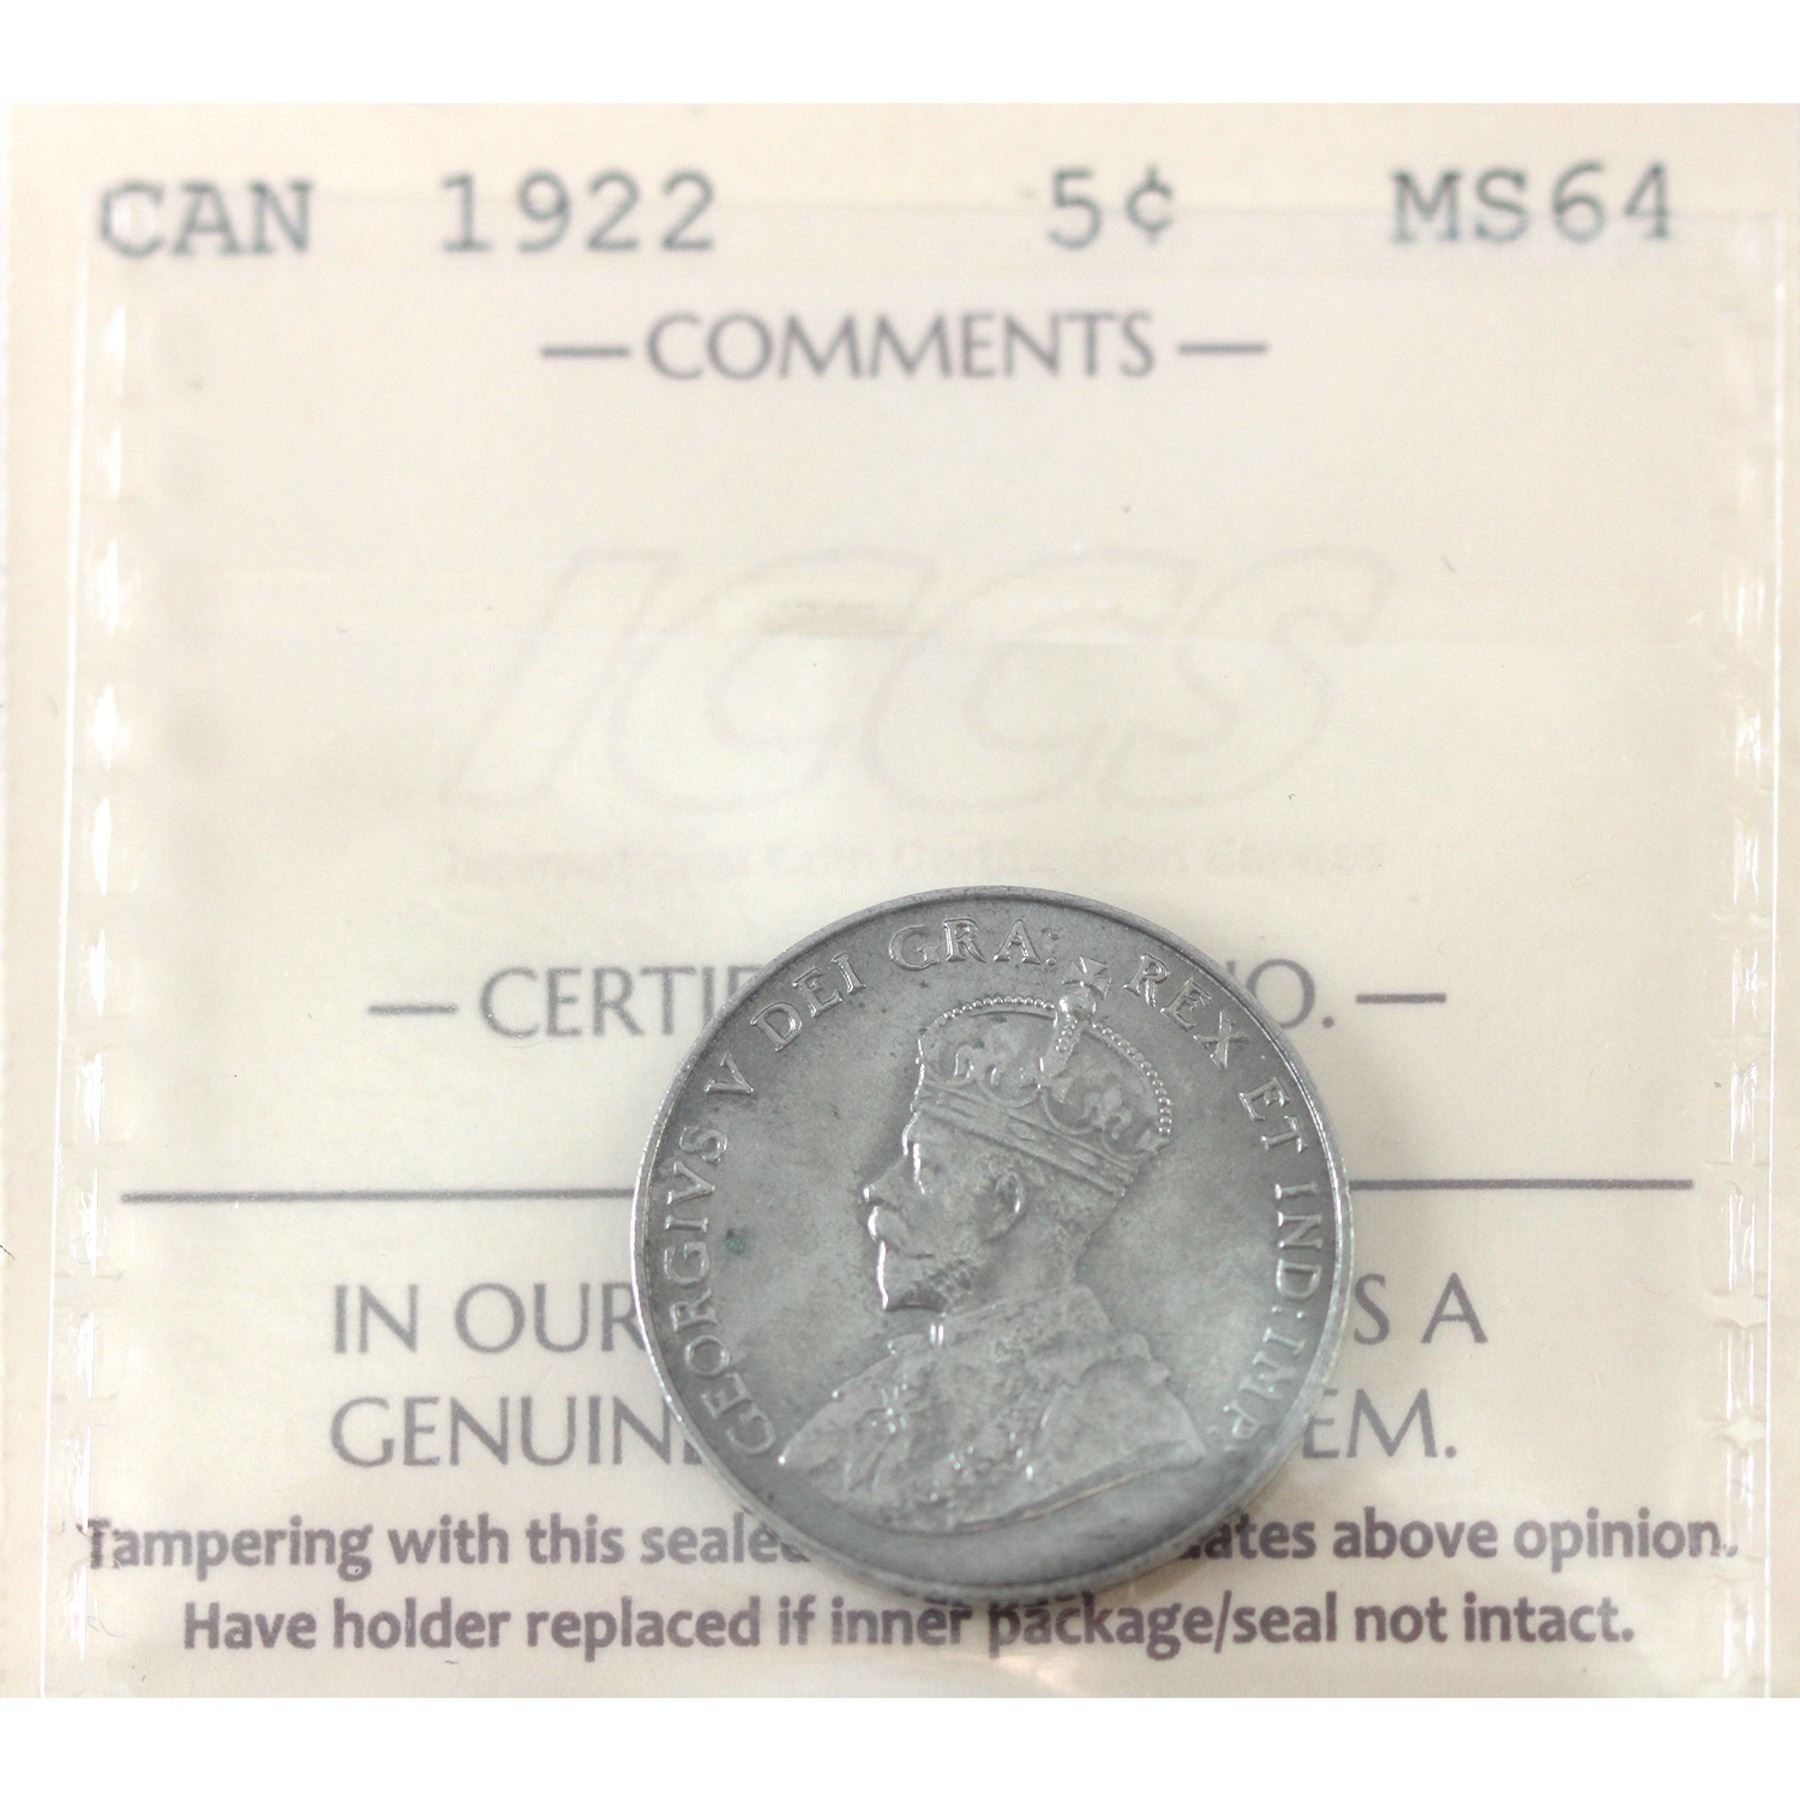 CAN 1922 5¢ MS64
— COMMENTS —
ICCS
International Coin Certification Service
— CERTIF NO. —
GEORGIVS V DEI GRA: REX ET IND: IMP:
IN OUR S A
GENUIN EM.
Tampering with this seale ates above opinion.
Have holder replaced if inner package/seal not intact.